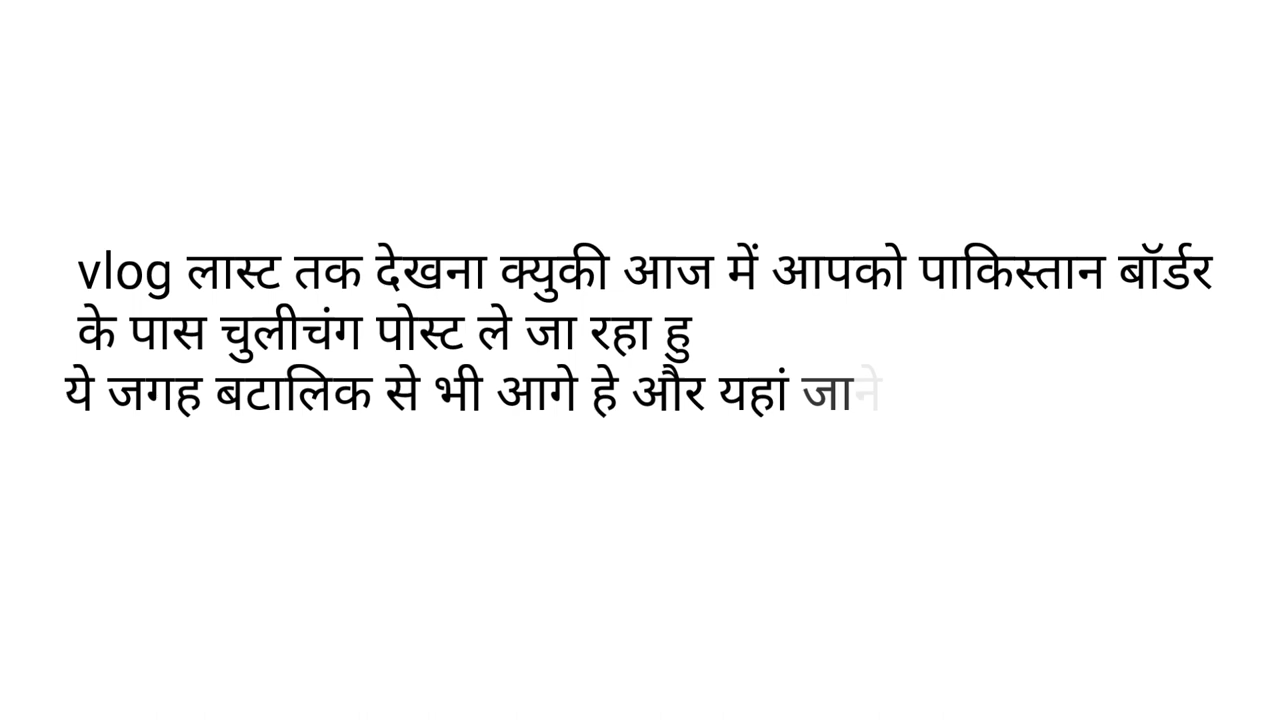 vlog लास्ट तक देखना क्युकी आज में आपको पाकिस्तान बॉर्डर
के पास चुलीचंग पोस्ट ले जा रहा हु
ये जगह बटालिक से भी आगे हे और यहां जाने